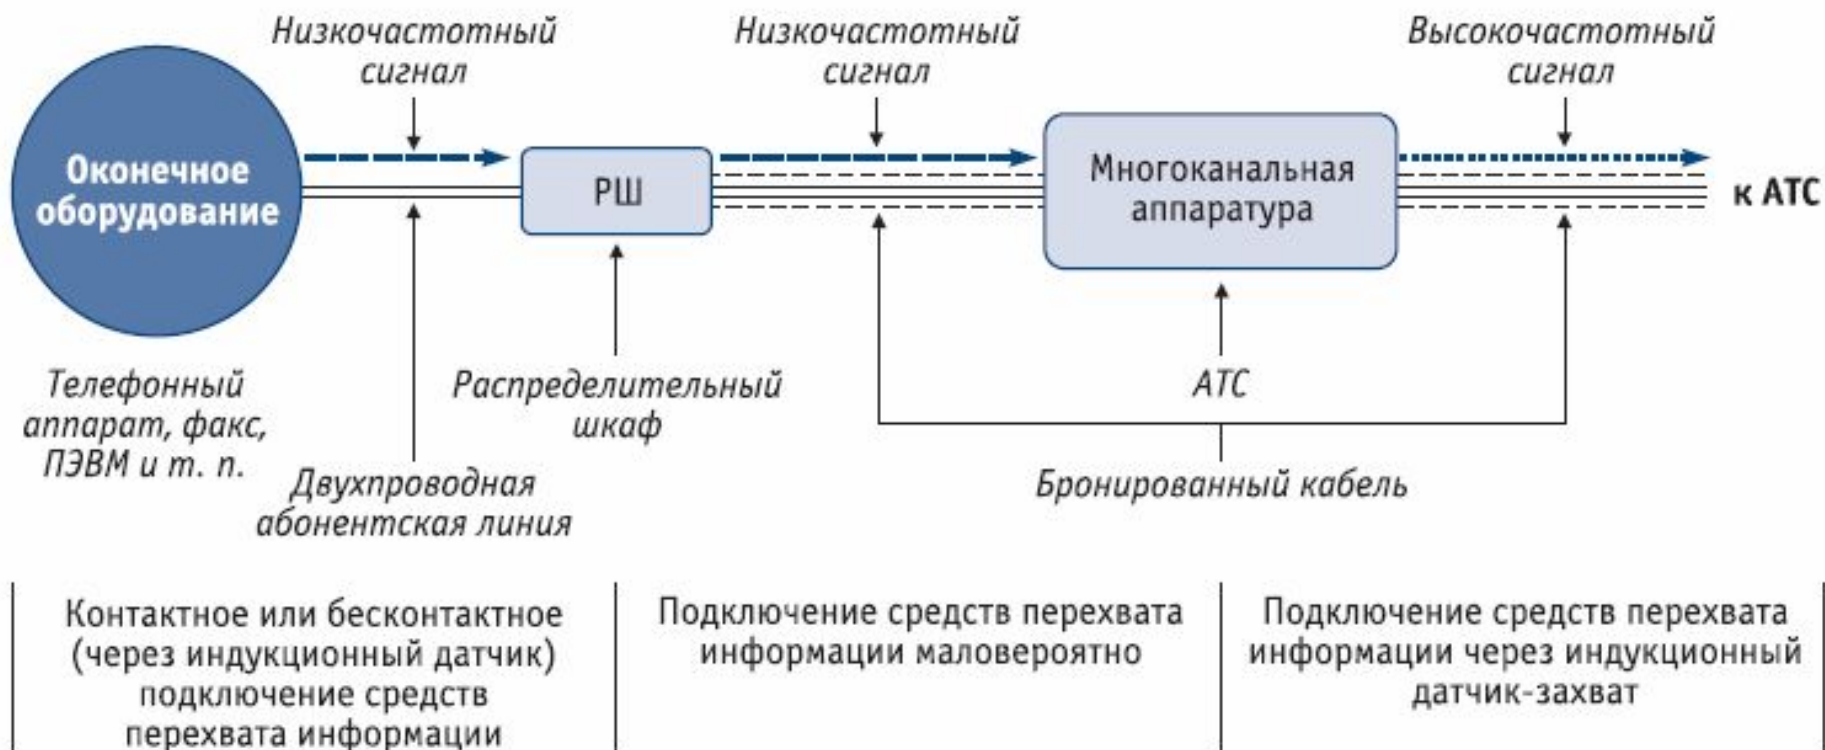 Низкочастотный
сигнал
Низкочастотный
сигнал
Высокочастотный
сигнал
Оконечное
оборудование
РШ
Многоканальная
аппаратура
к АТС
Телефонный
аппарат, факс,
ПЭВМ и т. п.
Распределительный
шкаф
АТС
Двухпроводная
абонентская линия
Бронированный кабель
Контактное или бесконтактное
(через индукционный датчик)
подключение средств
перехвата информации
Подключение средств перехвата
информации маловероятно
Подключение средств перехвата
информации через индукционный
датчик-захват